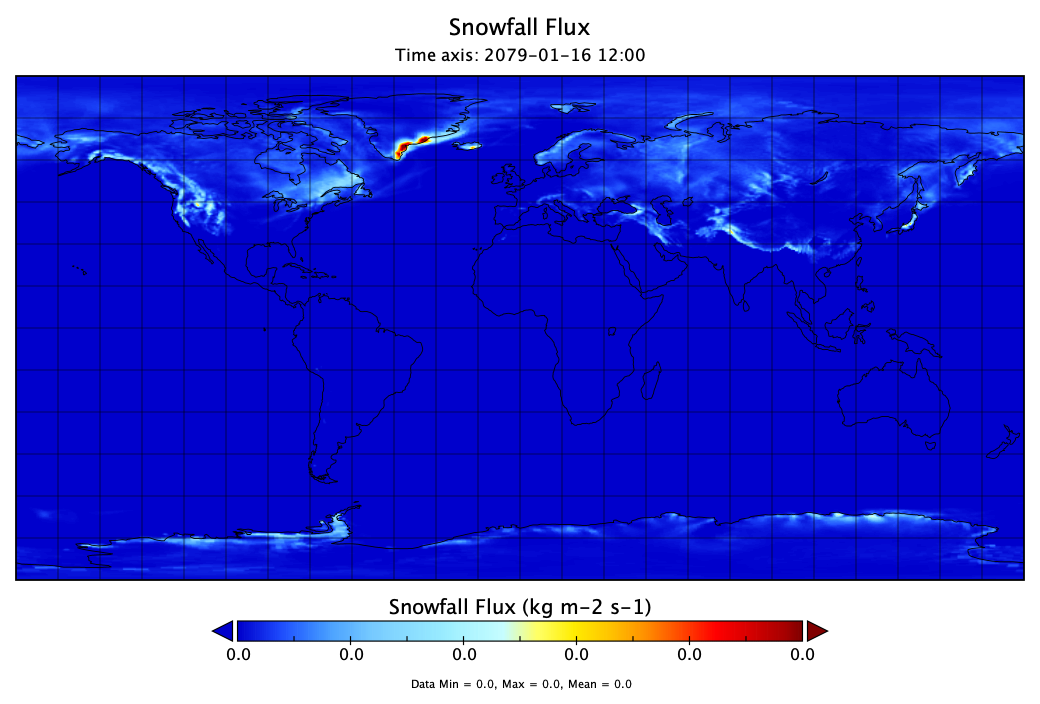 Snowfall Flux
Time axis: 2079-01-16 12:00
Snowfall Flux (kg m-2 s-1)
0.0 0.0 0.0 0.0 0.0 0.0
Data Min = 0.0, Max = 0.0, Mean = 0.0